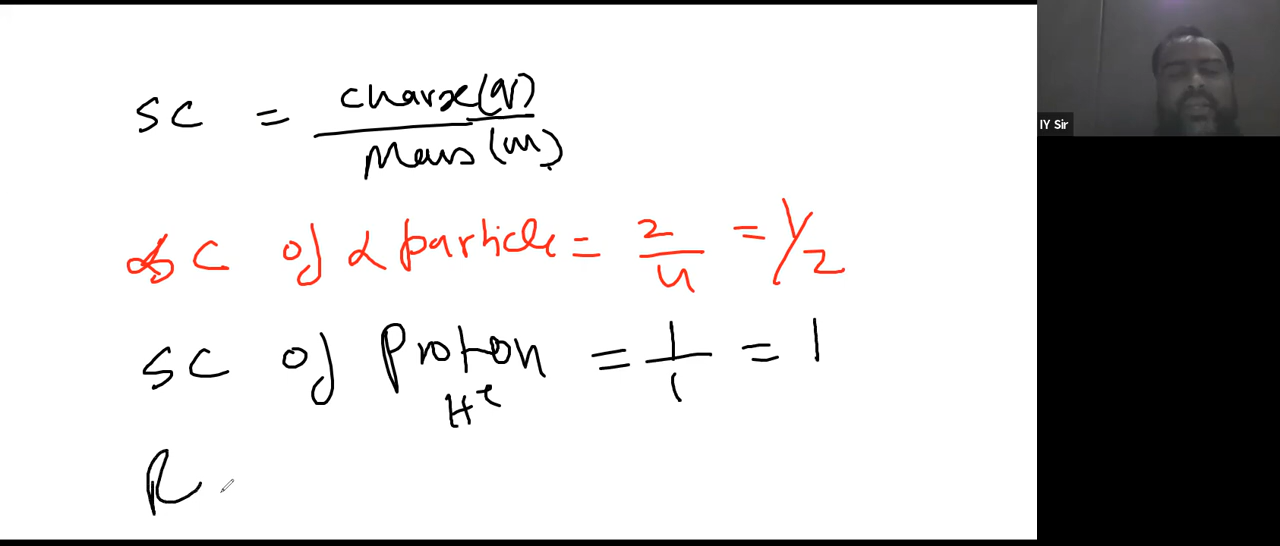 SC = charge(q)
Mass(m)
IY Sir
SC of α particle = 2/4 = 1/2
SC of proton = 1/1 = 1
H+
R